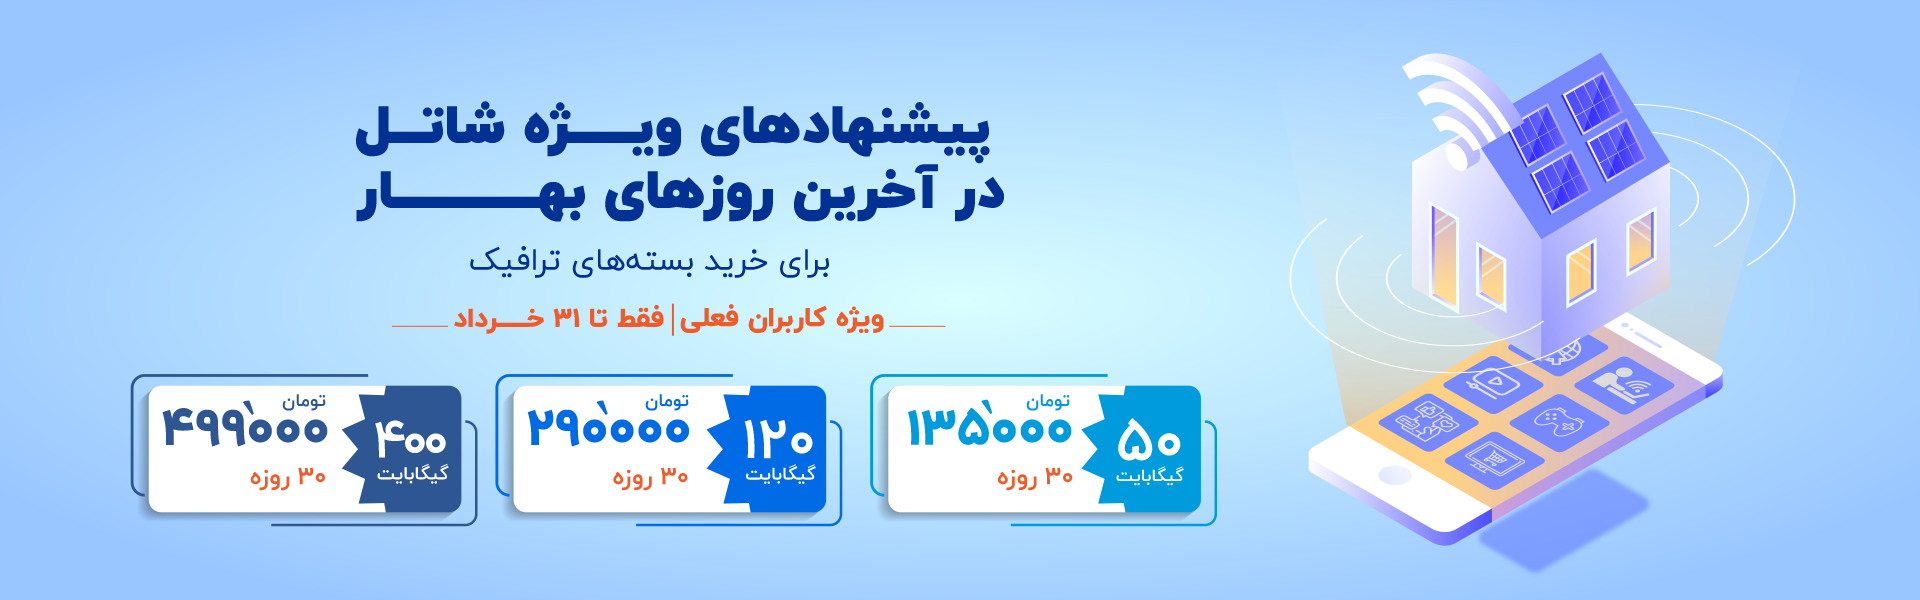 پیشنهادهای ویــــژه شاتــل
در آخرین روزهای بهـــــــــار
برای خرید بسته‌های ترافیک
ویژه کاربران فعلی | فقط تا ۳۱ خـــرداد
۵۰
گیگابایت
تومان
۱۳۵٬۰۰۰
۳۰ روزه
۱۲۰
گیگابایت
تومان
۲۹۰٬۰۰۰
۳۰ روزه
۴۰۰
گیگابایت
تومان
۴۹۹٬۰۰۰
۳۰ روزه